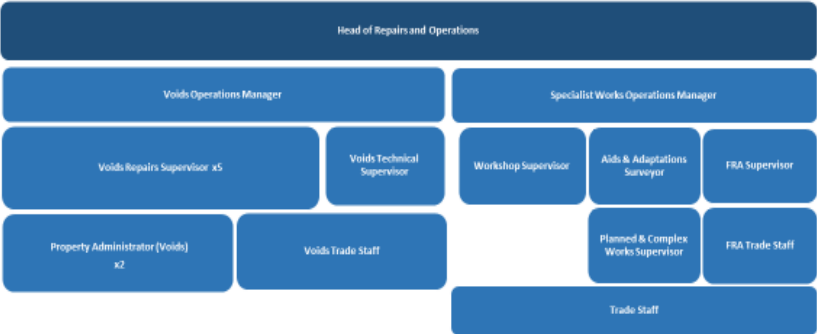 Head of Repairs and Operations
Voids Operations Manager
Specialist Works Operations Manager
Voids Repairs Supervisor x5
Voids Technical
Supervisor
Workshop Supervisor
Aids & Adaptations
Surveyor
FRA Supervisor
Property Administrator (Voids)
x2
Voids Trade Staff
Planned & Complex
Works Supervisor
FRA Trade Staff
Trade Staff